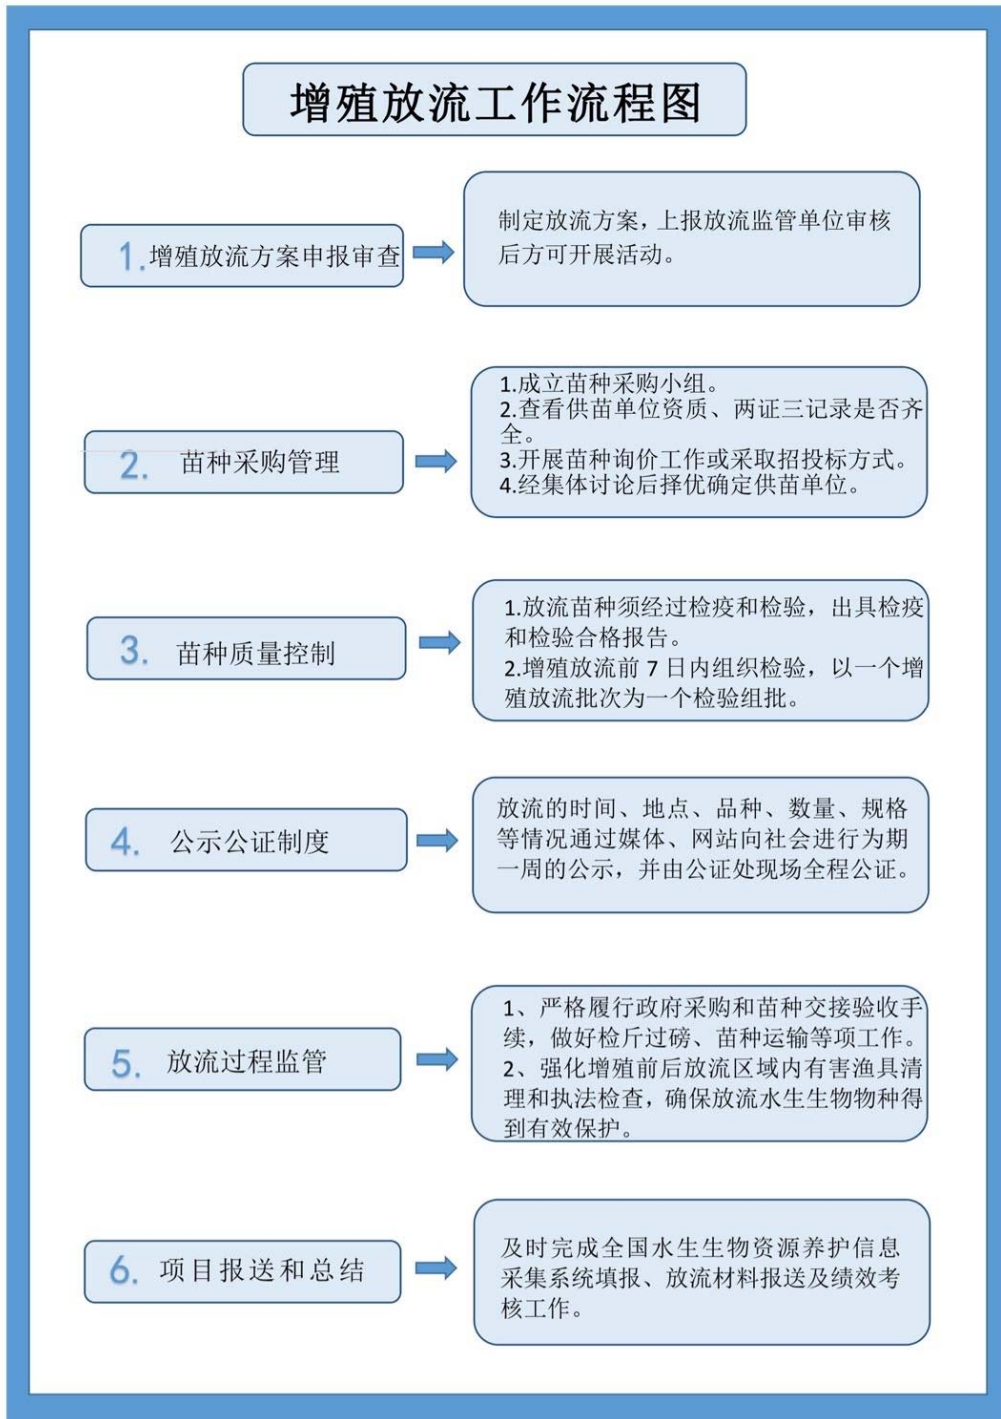 增殖放流工作流程图
1.增殖放流方案申报审查
制定放流方案，上报放流监管单位审核
后方可开展活动。
2. 苗种采购管理
1.成立苗种采购小组。
2.查看供苗单位资质、两证三记录是否齐
全。
3.开展苗种询价工作或采取招投标方式。
4.经集体讨论后择优确定供苗单位。
3. 苗种质量控制
1.放流苗种须经过检疫和检验，出具检疫
和检验合格报告。
2.增殖放流前 7 日内组织检验，以一个增
殖放流批次为一个检验组批。
4. 公示公证制度
放流的时间、地点、品种、数量、规格
等情况通过媒体、网站向社会进行为期
一周的公示，并由公证处现场全程公证。
5. 放流过程监管
1、严格履行政府采购和苗种交接验收手
续，做好检斤过磅、苗种运输等项工作。
2、强化增殖前后放流区域内有害渔具清
理和执法检查，确保放流水生生物物种得
到有效保护。
6. 项目报送和总结
及时完成全国水生生物资源养护信息
采集系统填报、放流材料报送及绩效考
核工作。